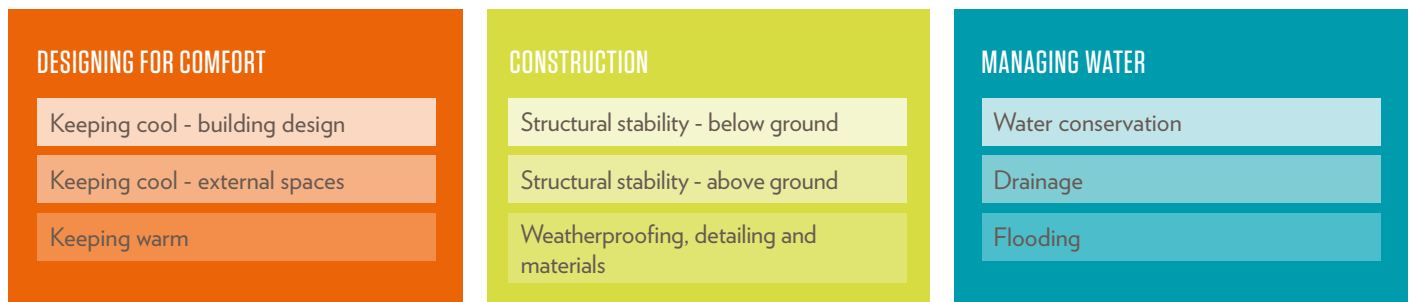 DESIGNING FOR COMFORT
Keeping cool - building design
Keeping cool - external spaces
Keeping warm
CONSTRUCTION
Structural stability - below ground
Structural stability - above ground
Weatherproofing, detailing and
materials
MANAGING WATER
Water conservation
Drainage
Flooding